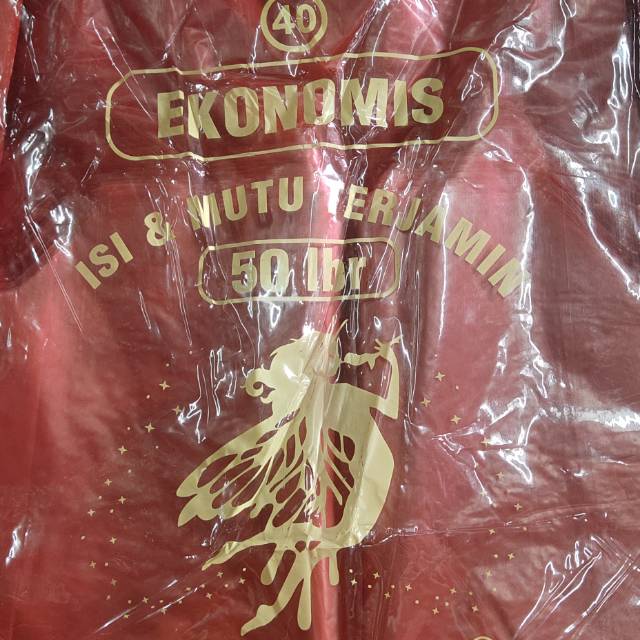 40
EKONOMIS
ISI & MUTU TERJAMIN
50 lbr